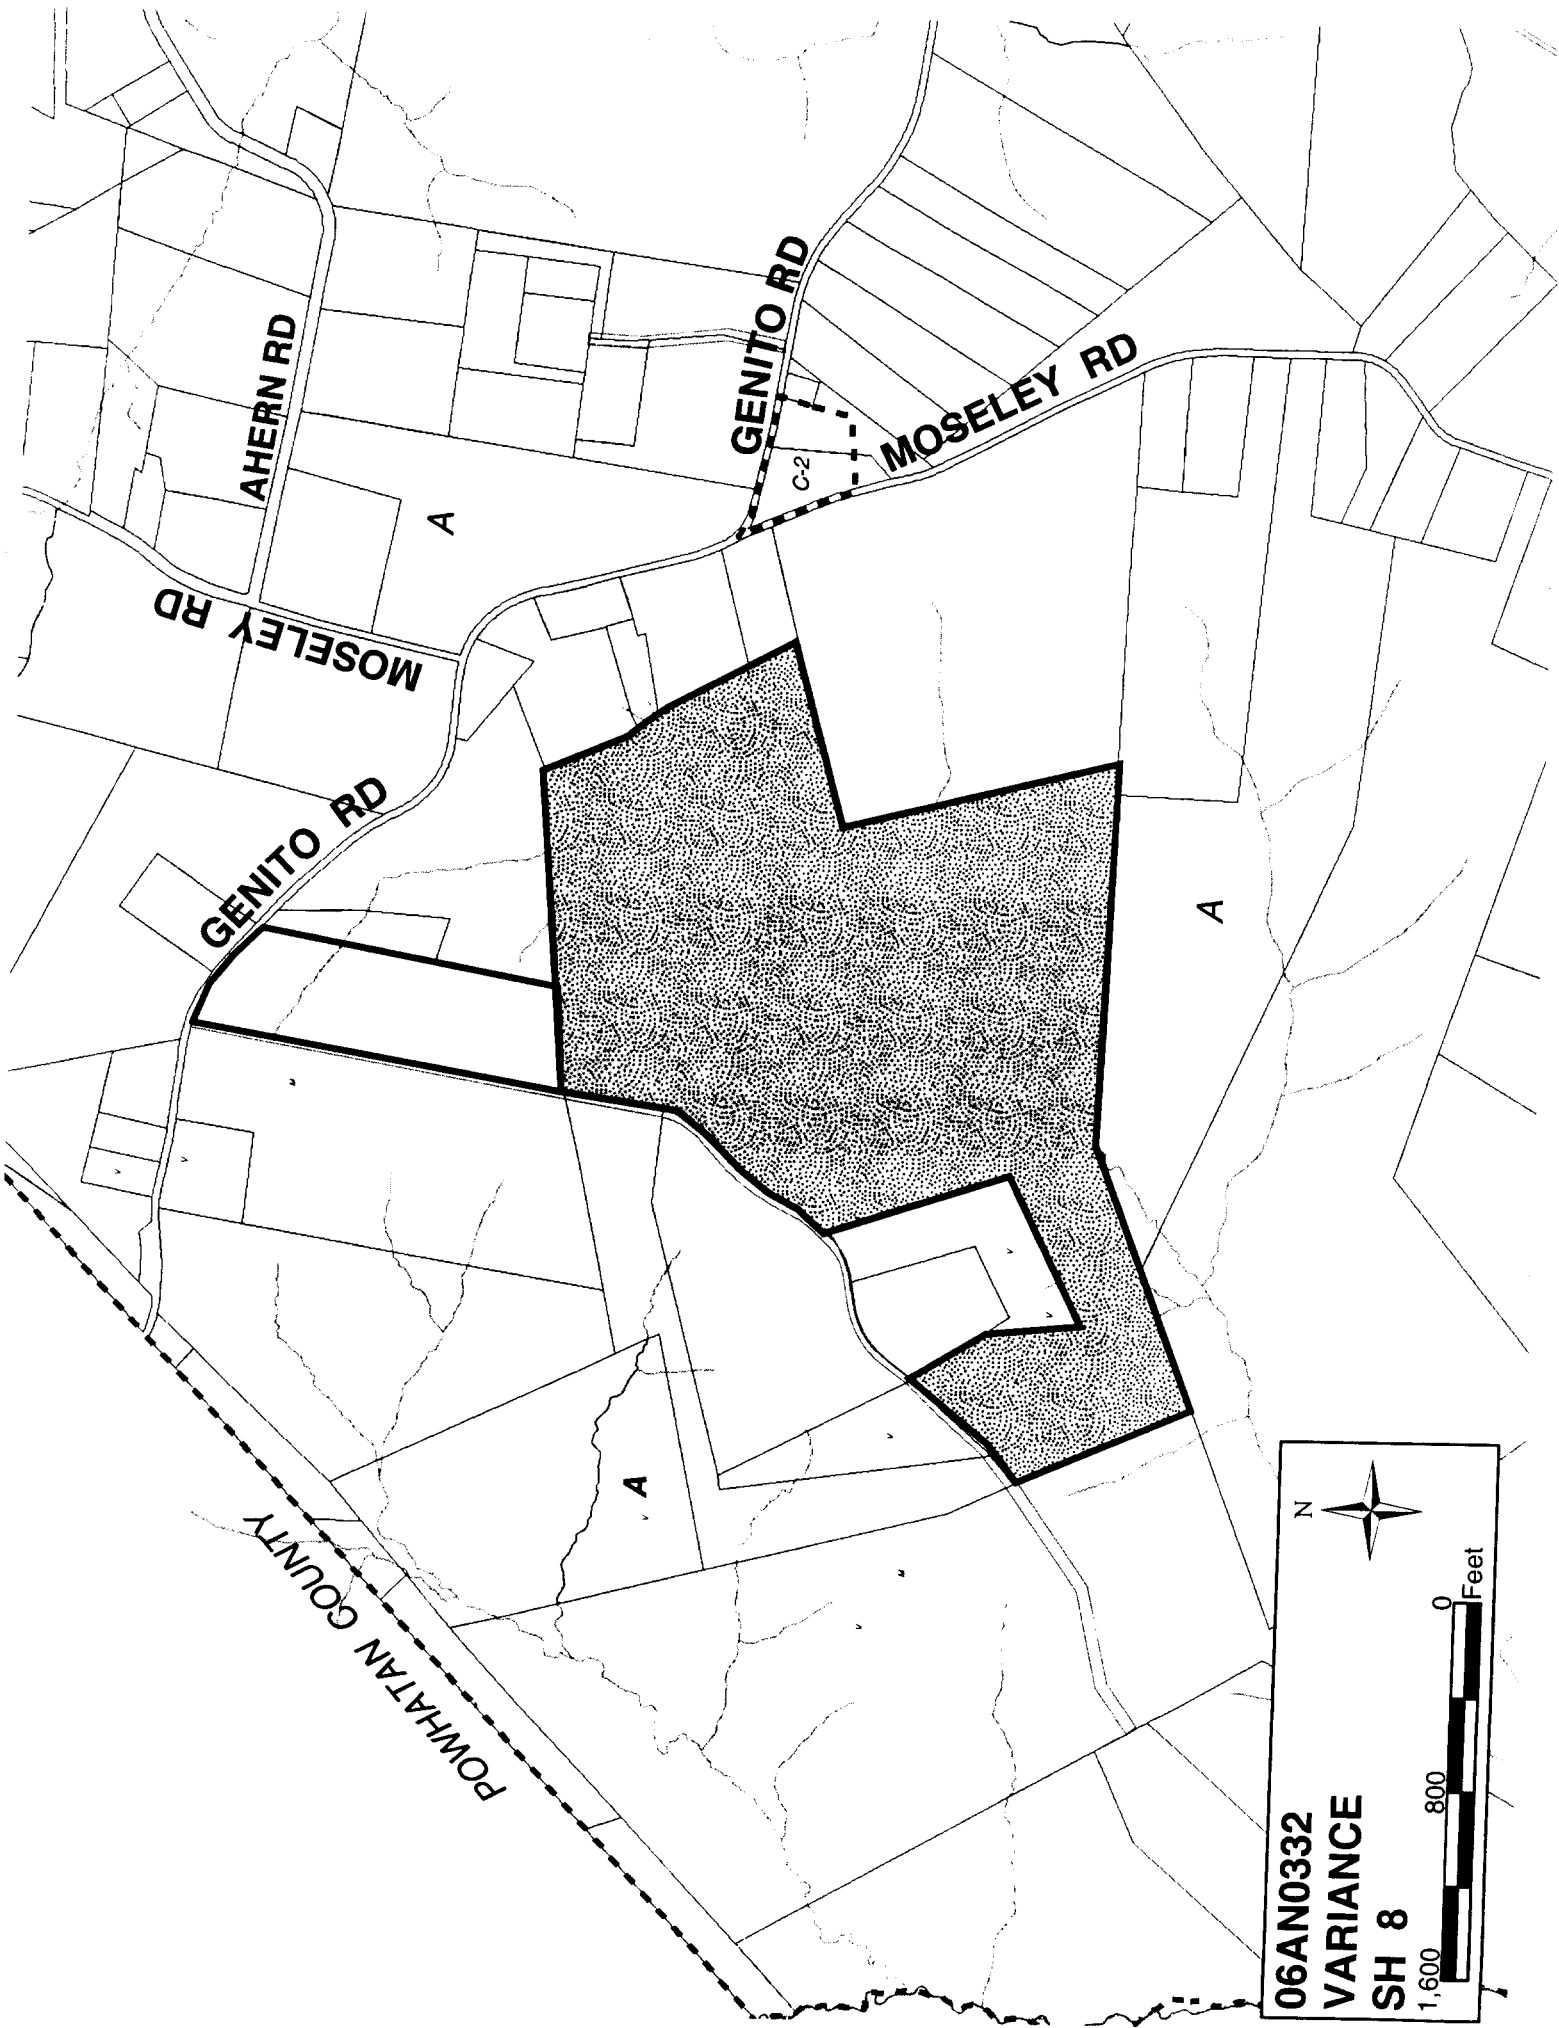 POWHATAN COUNTY
GENITO RD
MOSELEY RD
AHERN RD
A
GENITO RD
C-2
MOSELEY RD
A
A
06AN0332
VARIANCE
SH 8
N
1,600
800
0
Feet